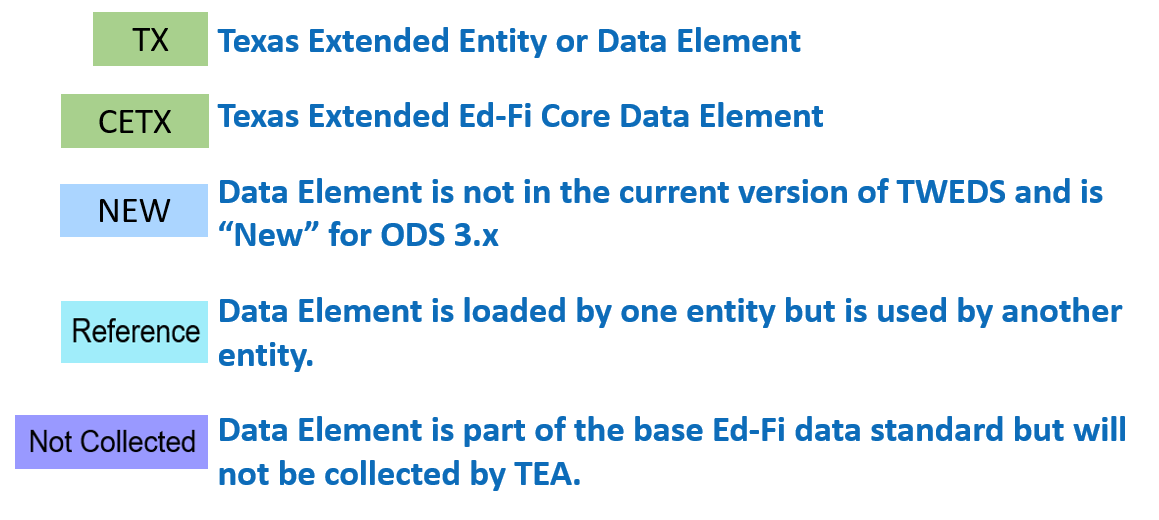 TX Texas Extended Entity or Data Element
CETX Texas Extended Ed-Fi Core Data Element
NEW Data Element is not in the current version of TWEDS and is
“New” for ODS 3.x
Reference Data Element is loaded by one entity but is used by another
entity.
Not Collected Data Element is part of the base Ed-Fi data standard but will
not be collected by TEA.